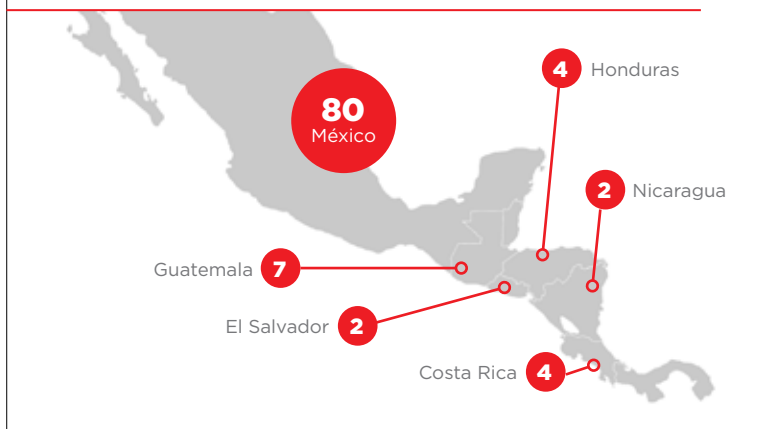 80
México
4 Honduras
2 Nicaragua
Guatemala 7
El Salvador 2
Costa Rica 4